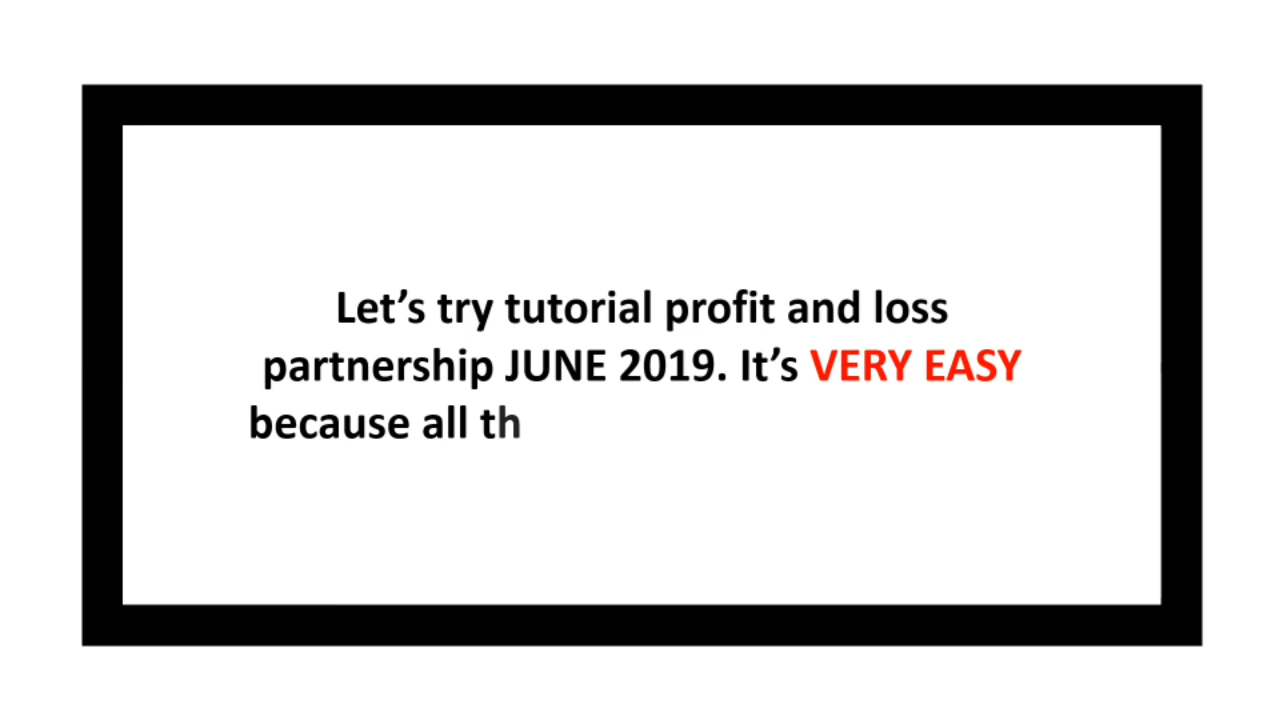 Let’s try tutorial profit and loss
partnership JUNE 2019. It’s VERY EASY
because all th